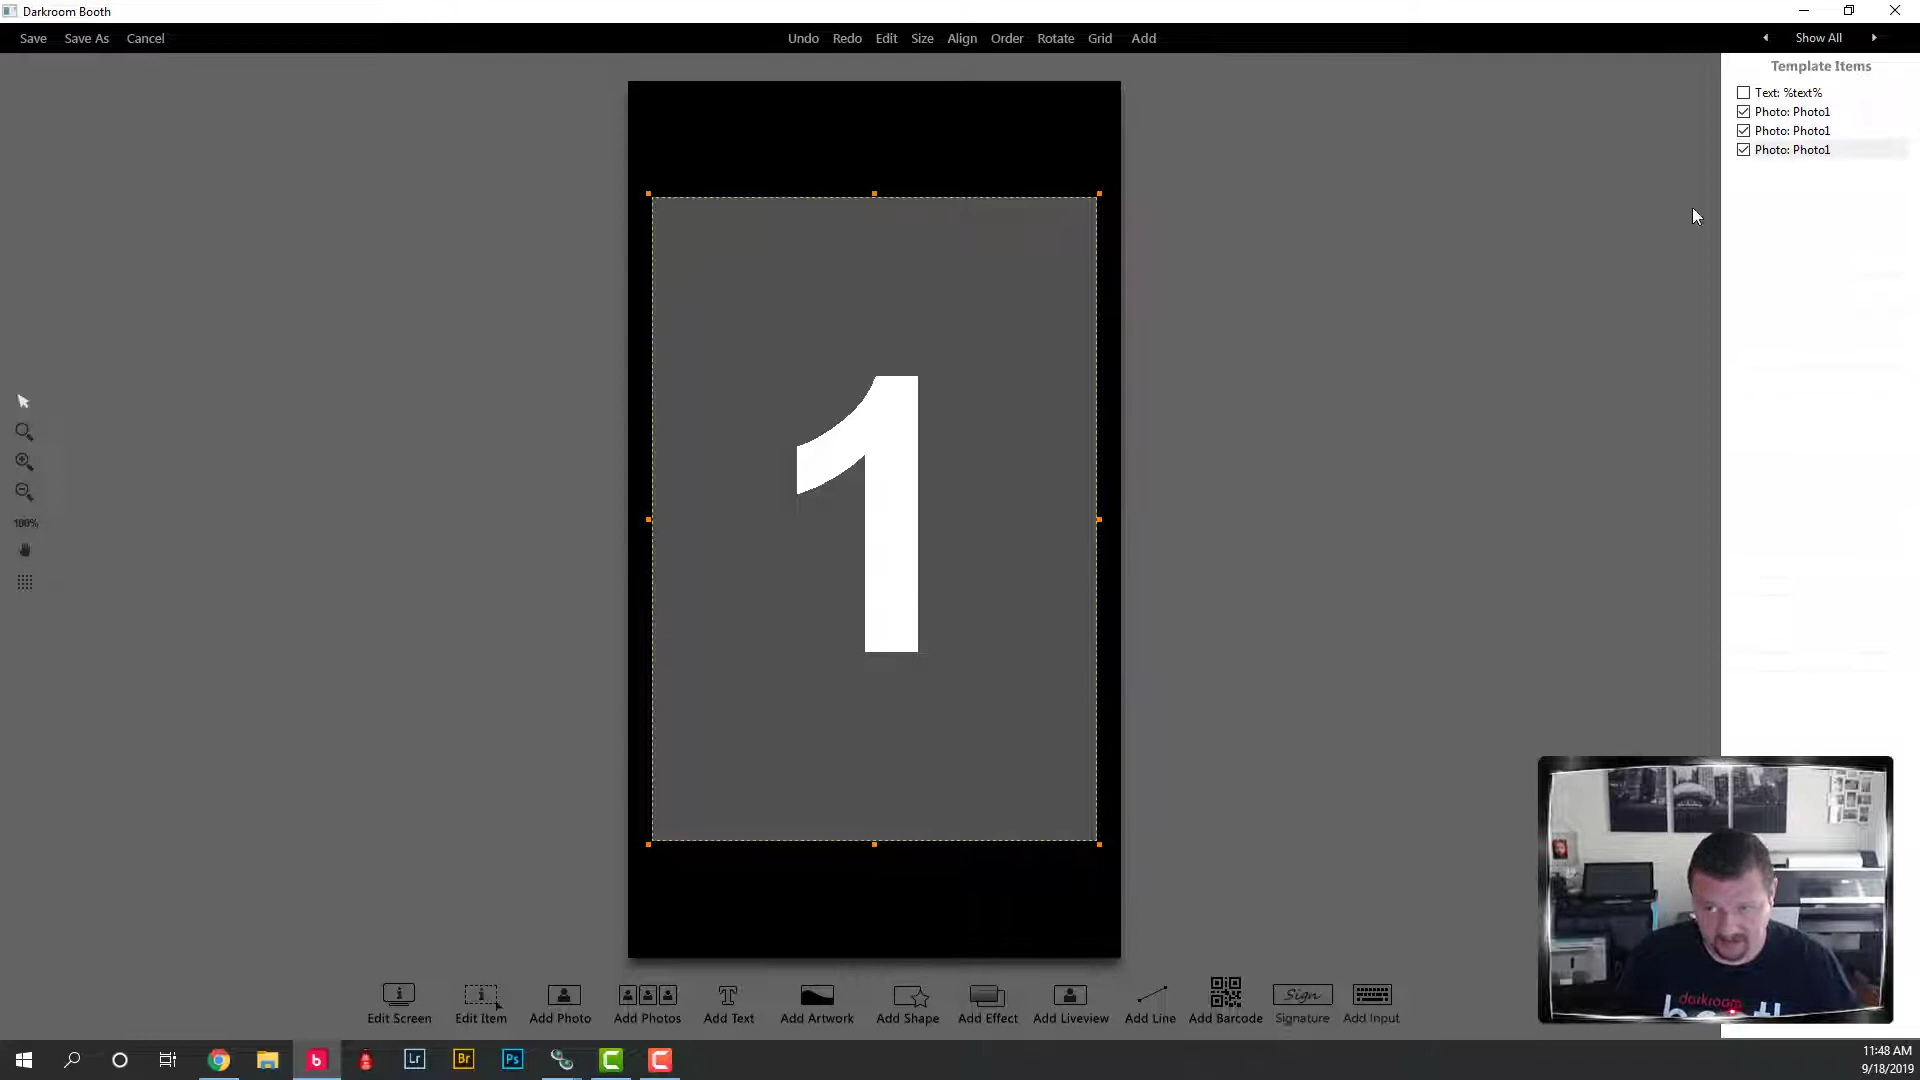 Darkroom Booth
Save Save As Cancel Undo Redo Edit Size Align Order Rotate Grid Add Show All
Template Items
Text: %text%
Photo: Photo1
Photo: Photo1
Photo: Photo1
1
100%
Sign
Edit Screen Edit Item Add Photo Add Photos Add Text Add Artwork Add Shape Add Effect Add Liveview Add Line Add Barcode Signature Add Input
darkroom
b Lr Br Ps C C
11:48 AM
9/18/2019